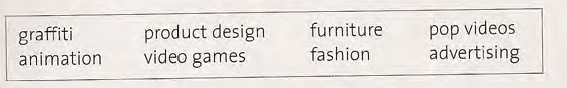 graffiti product design furniture pop videos
animation video games fashion advertising